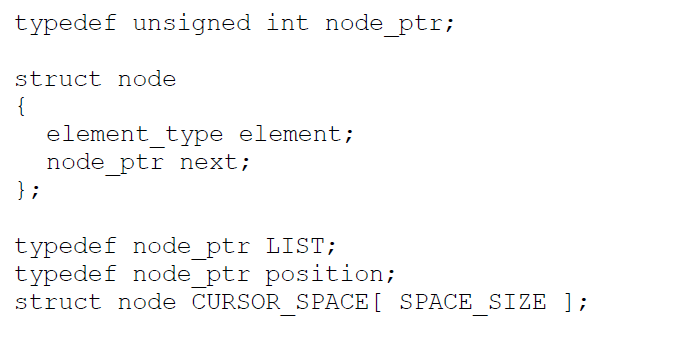 typedef unsigned int node_ptr;
struct node
{
element_type element;
node_ptr next;
};
typedef node_ptr LIST;
typedef node_ptr position;
struct node CURSOR_SPACE[ SPACE_SIZE ];